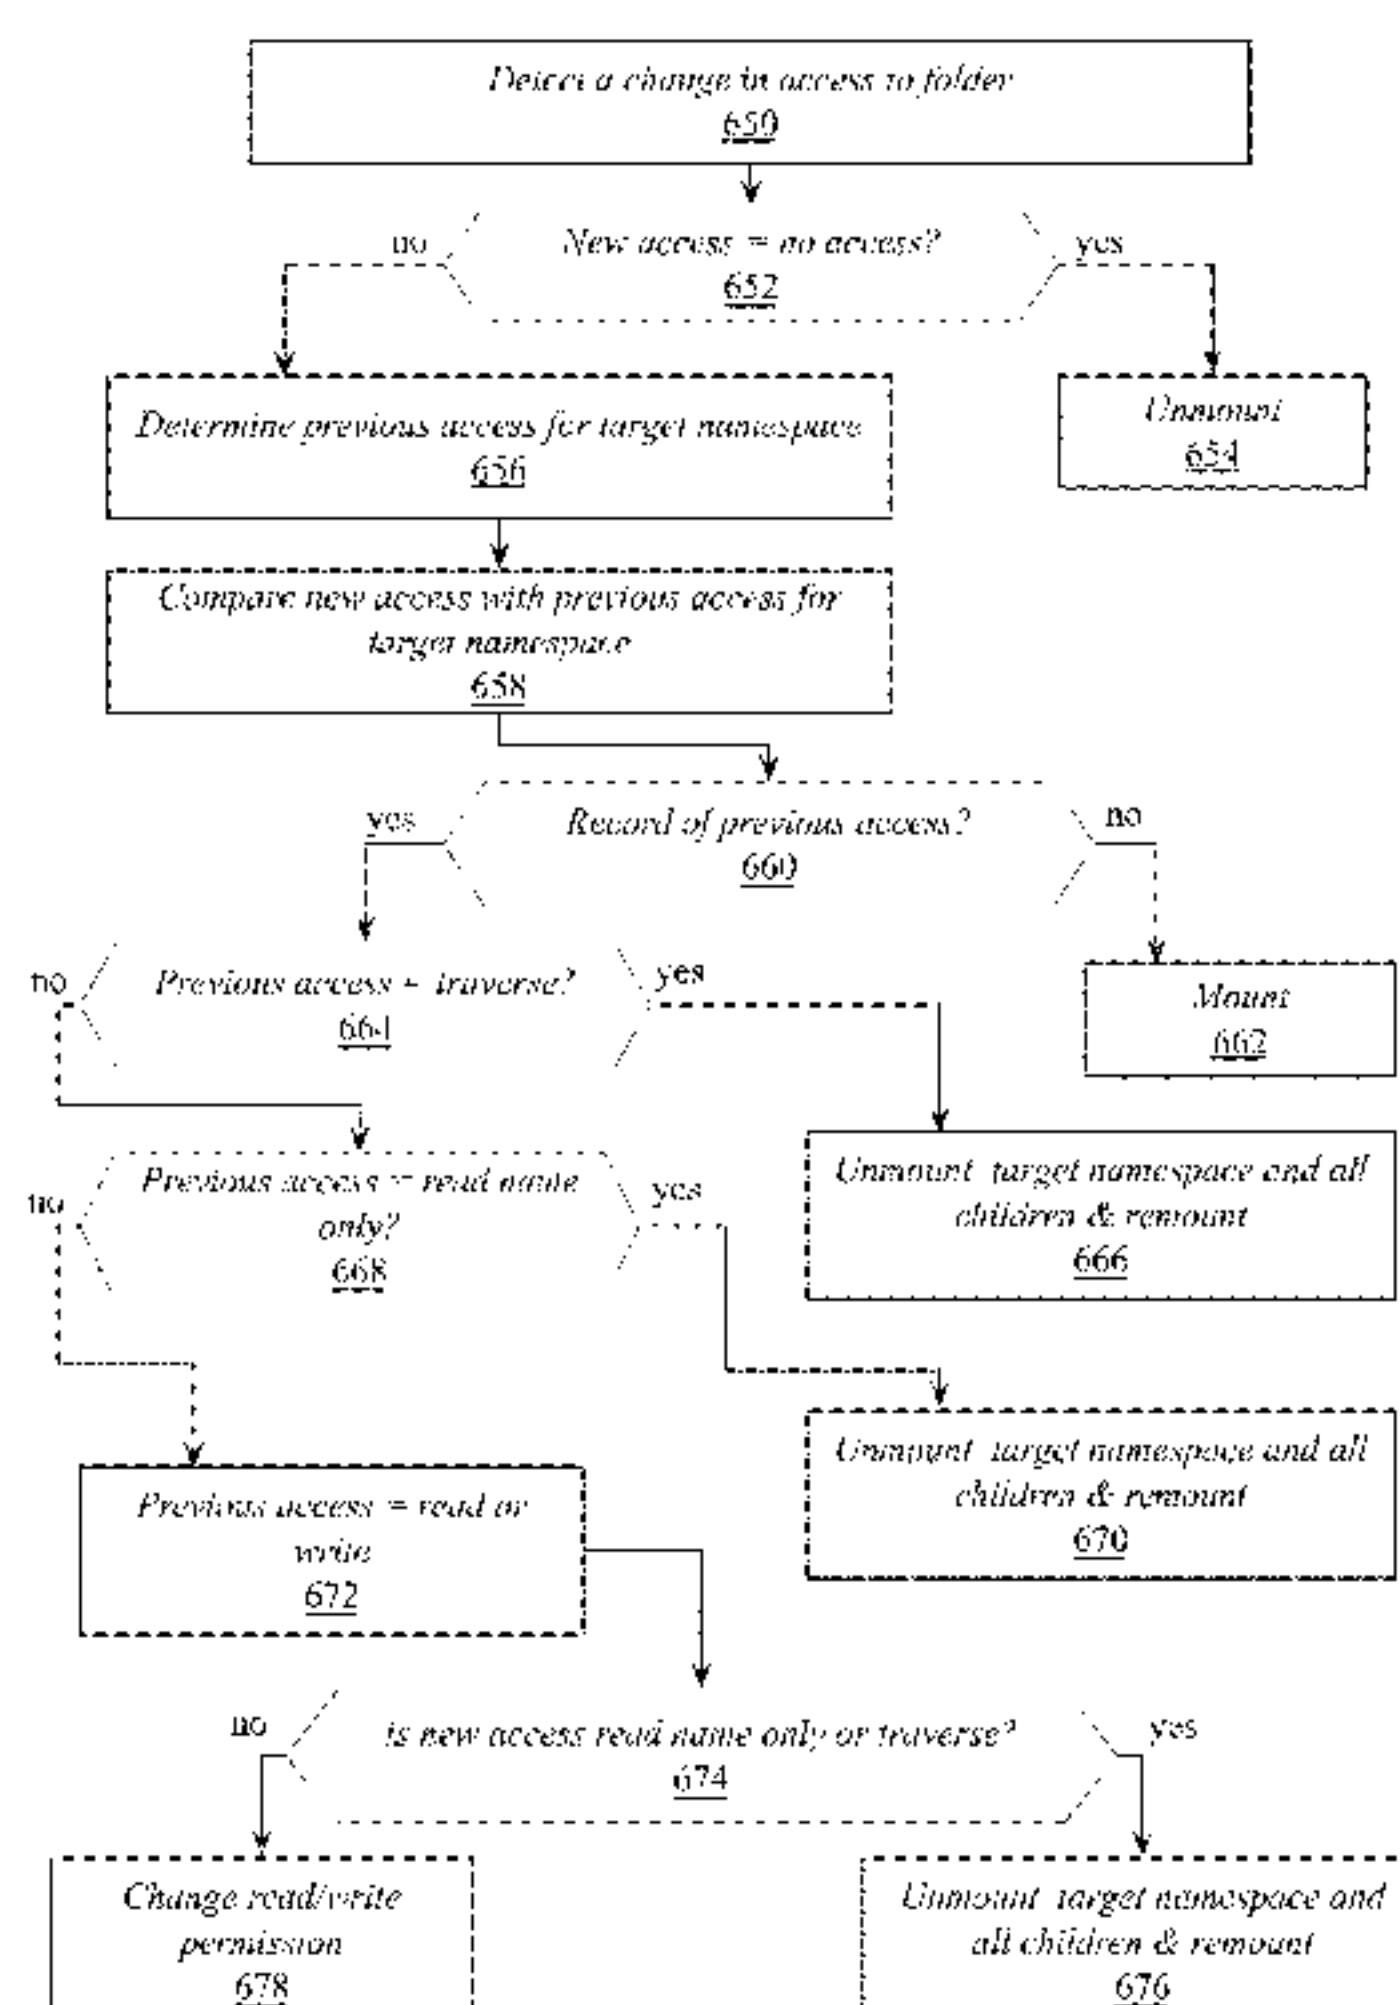 Detect a change in access to folder
650
New access = no access?
652
no
yes
Determine previous access for target namespace
656
Unmount
654
Compare new access with previous access for
target namespace
658
Record of previous access?
660
yes
no
Previous access = traverse?
664
no
yes
Mount
662
Previous access = read name
only?
668
no
yes
Unmount target namespace and all
children & remount
666
Unmount target namespace and all
children & remount
670
Previous access = read or
write
672
is new access read name only or traverse?
674
no
yes
Change read/write
permission
678
Unmount target namespace and
all children & remount
676